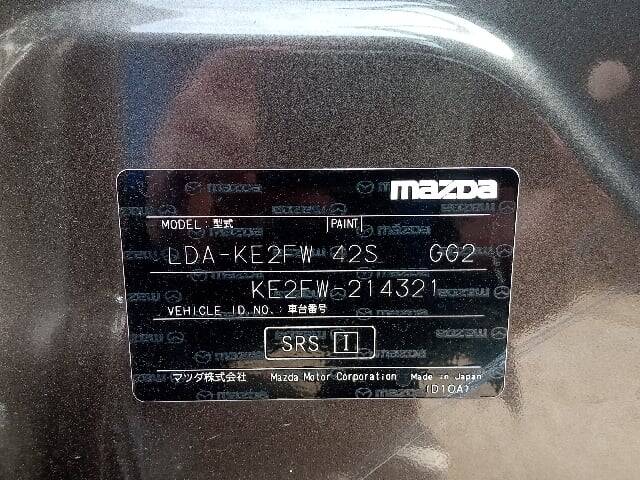 mazda
MODEL:型式 PAINT
LDA-KE2FW 42S GG2
KE2FW-214321
VEHICLE ID.NO.:車台番号
SRS I
マツダ株式会社 Mazda Motor Corporation Made in Japan
(D10A)